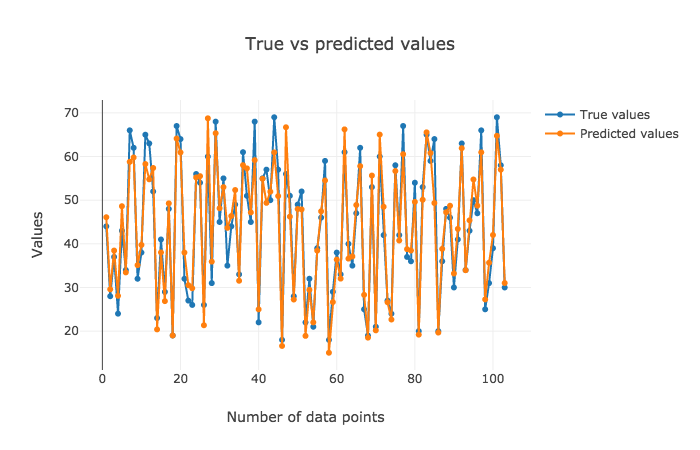 True vs predicted values
True values
Predicted values
70
60
50
40
30
20
Values
0
20
40
60
80
100
Number of data points